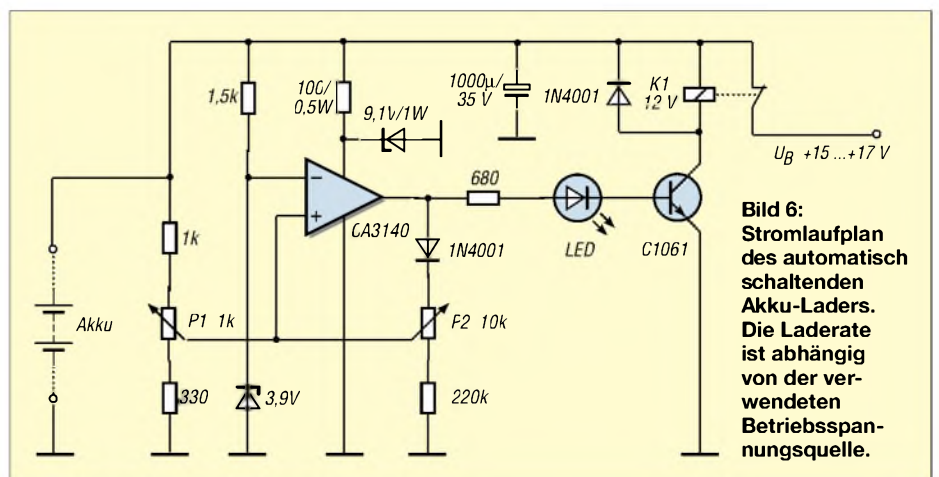 1,5k
100/
0,5W
9,1V/1W
1000µ/
35 V
1N4001
K1
12 V
U_B +15 ...+17 V
−
+
CA3140
680
LED
C1061
1k
1N4001
Akku
P1 1k
P2 10k
330
3,9V
220k
Bild 6:
Stromlaufplan
des automatisch
schaltenden
Akku-Laders.
Die Laderate
ist abhängig
von der ver-
wendeten
Betriebsspan-
nungsquelle.